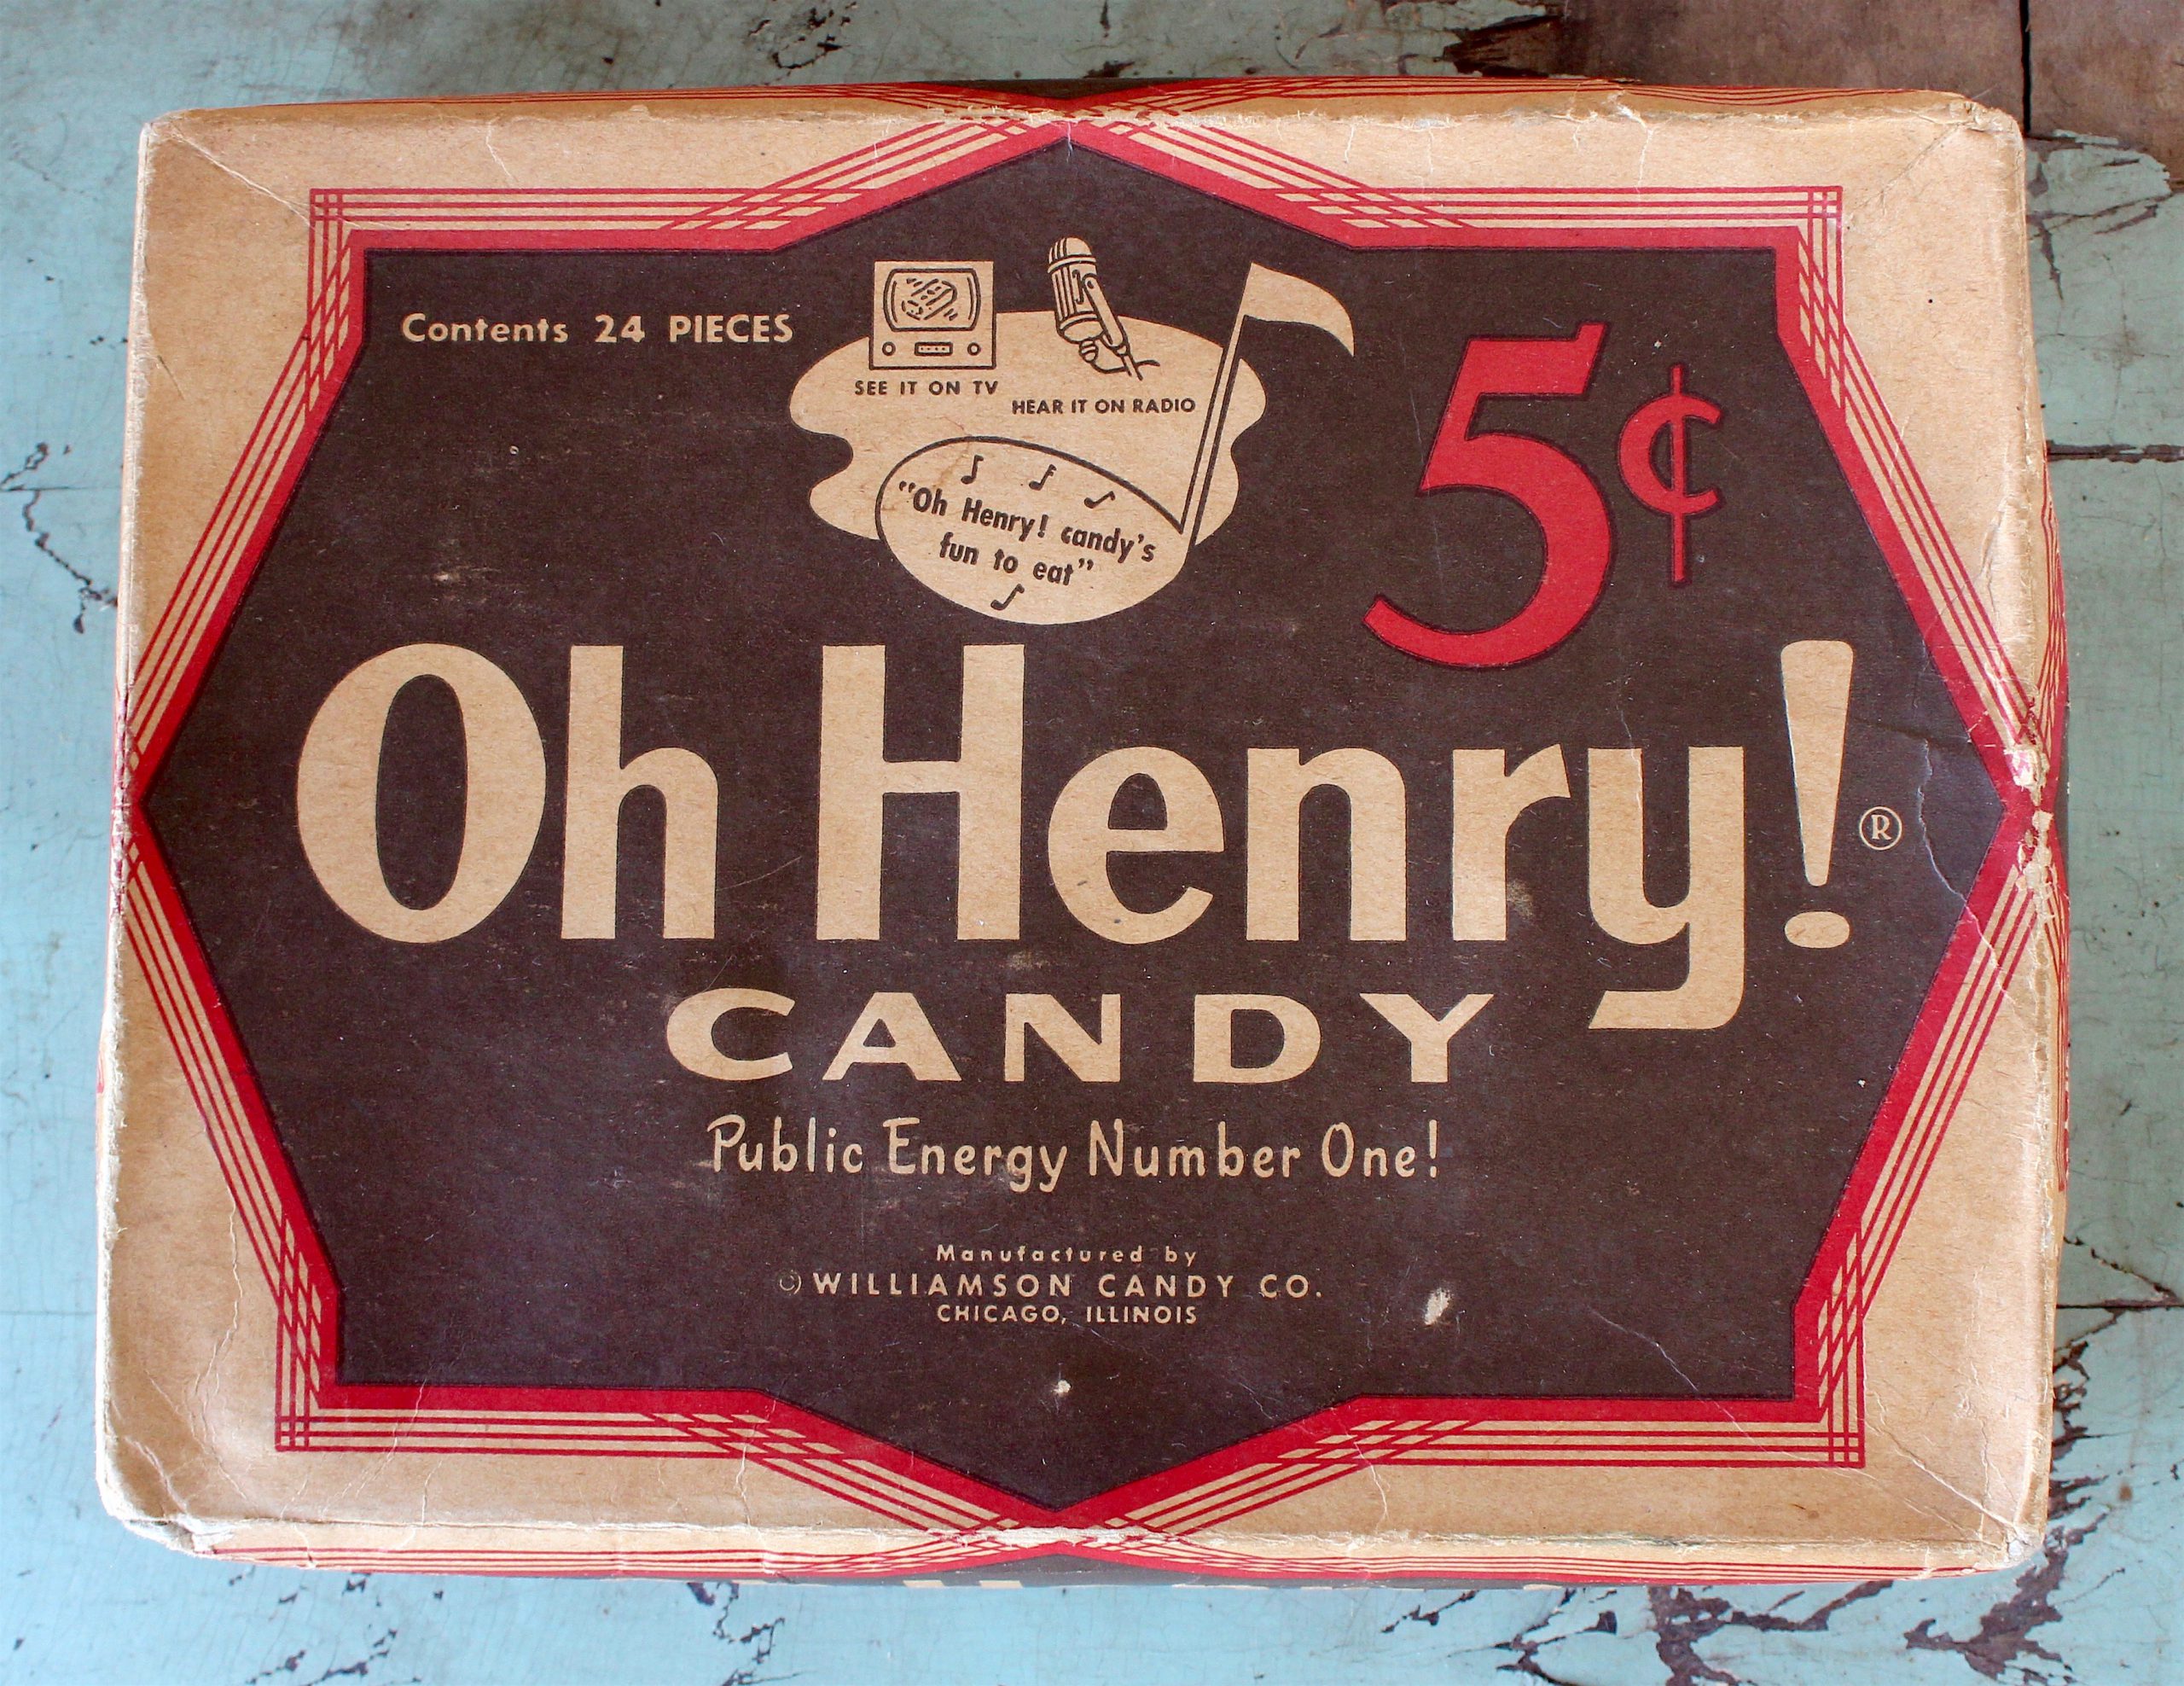 Contents 24 PIECES
SEE IT ON TV
HEAR IT ON RADIO
5¢
"Oh Henry! candy's
fun to eat"
Oh Henry!®
CANDY
Public Energy Number One!
Manufactured by
© WILLIAMSON CANDY CO.
CHICAGO, ILLINOIS